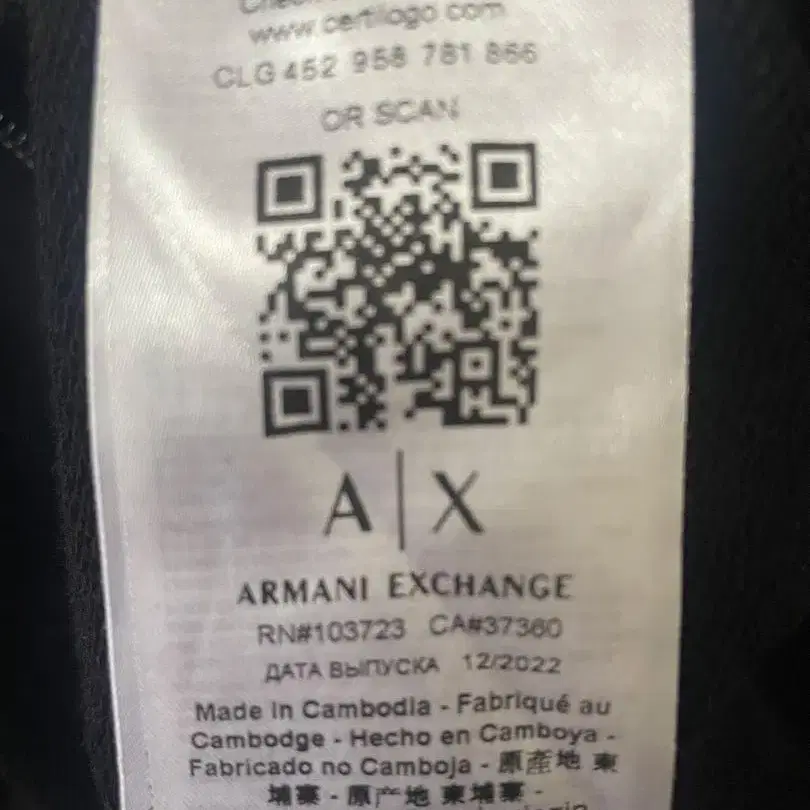 www.certilogo.com
CLG 452 958 781 866
OR SCAN
A|X
ARMANI EXCHANGE
RN#103723 CA#37360
ДАТА ВЫПУСКА 12/2022
Made in Cambodia - Fabriqué au
Cambodge - Hecho en Camboya -
Fabricado no Camboja - 原產地 東
埔寨 - 原产地 柬埔寨 -